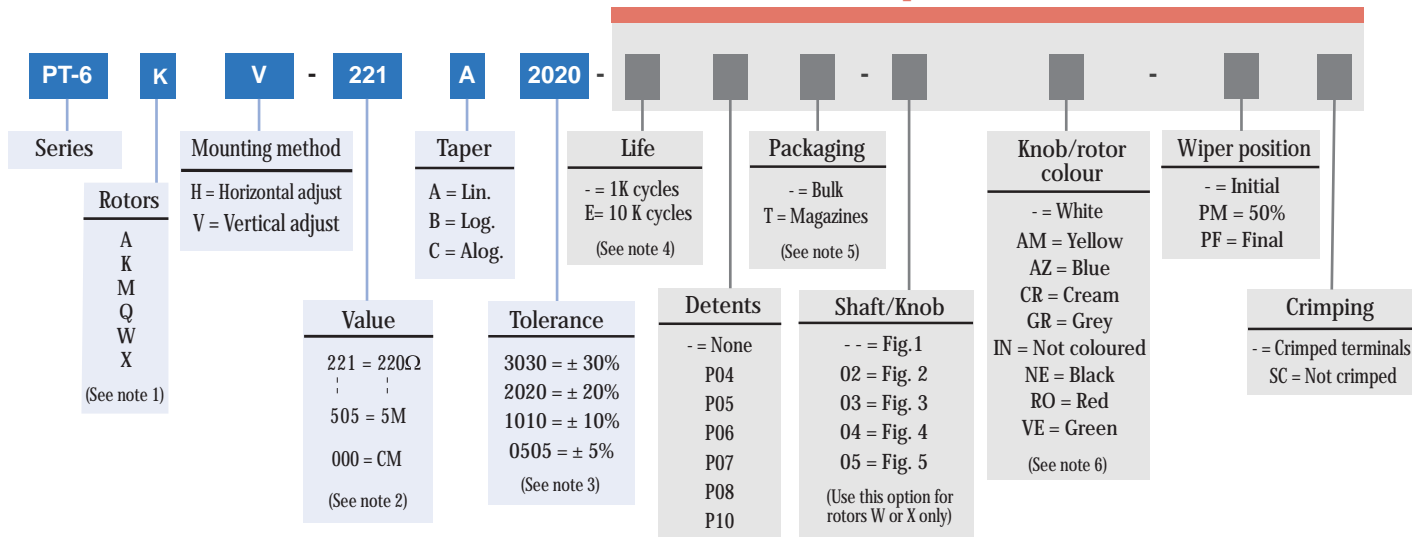 PT-6 K V - 221 A 2020 - - -
Series
Rotors
A
K
M
Q
W
X
(See note 1)
Mounting method
H = Horizontal adjust
V = Vertical adjust
Value
221 = 220Ω
505 = 5M
000 = CM
(See note 2)
Taper
A = Lin.
B = Log.
C = Alog.
Tolerance
3030 = ± 30%
2020 = ± 20%
1010 = ± 10%
0505 = ± 5%
(See note 3)
Life
- = 1K cycles
E= 10 K cycles
(See note 4)
Detents
- = None
P04
P05
P06
P07
P08
P10
Packaging
- = Bulk
T = Magazines
(See note 5)
Shaft/Knob
- - = Fig.1
02 = Fig. 2
03 = Fig. 3
04 = Fig. 4
05 = Fig. 5
(Use this option for
rotors W or X only)
Knob/rotor
colour
- = White
AM = Yellow
AZ = Blue
CR = Cream
GR = Grey
IN = Not coloured
NE = Black
RO = Red
VE = Green
(See note 6)
Wiper position
- = Initial
PM = 50%
PF = Final
Crimping
- = Crimped terminals
SC = Not crimped